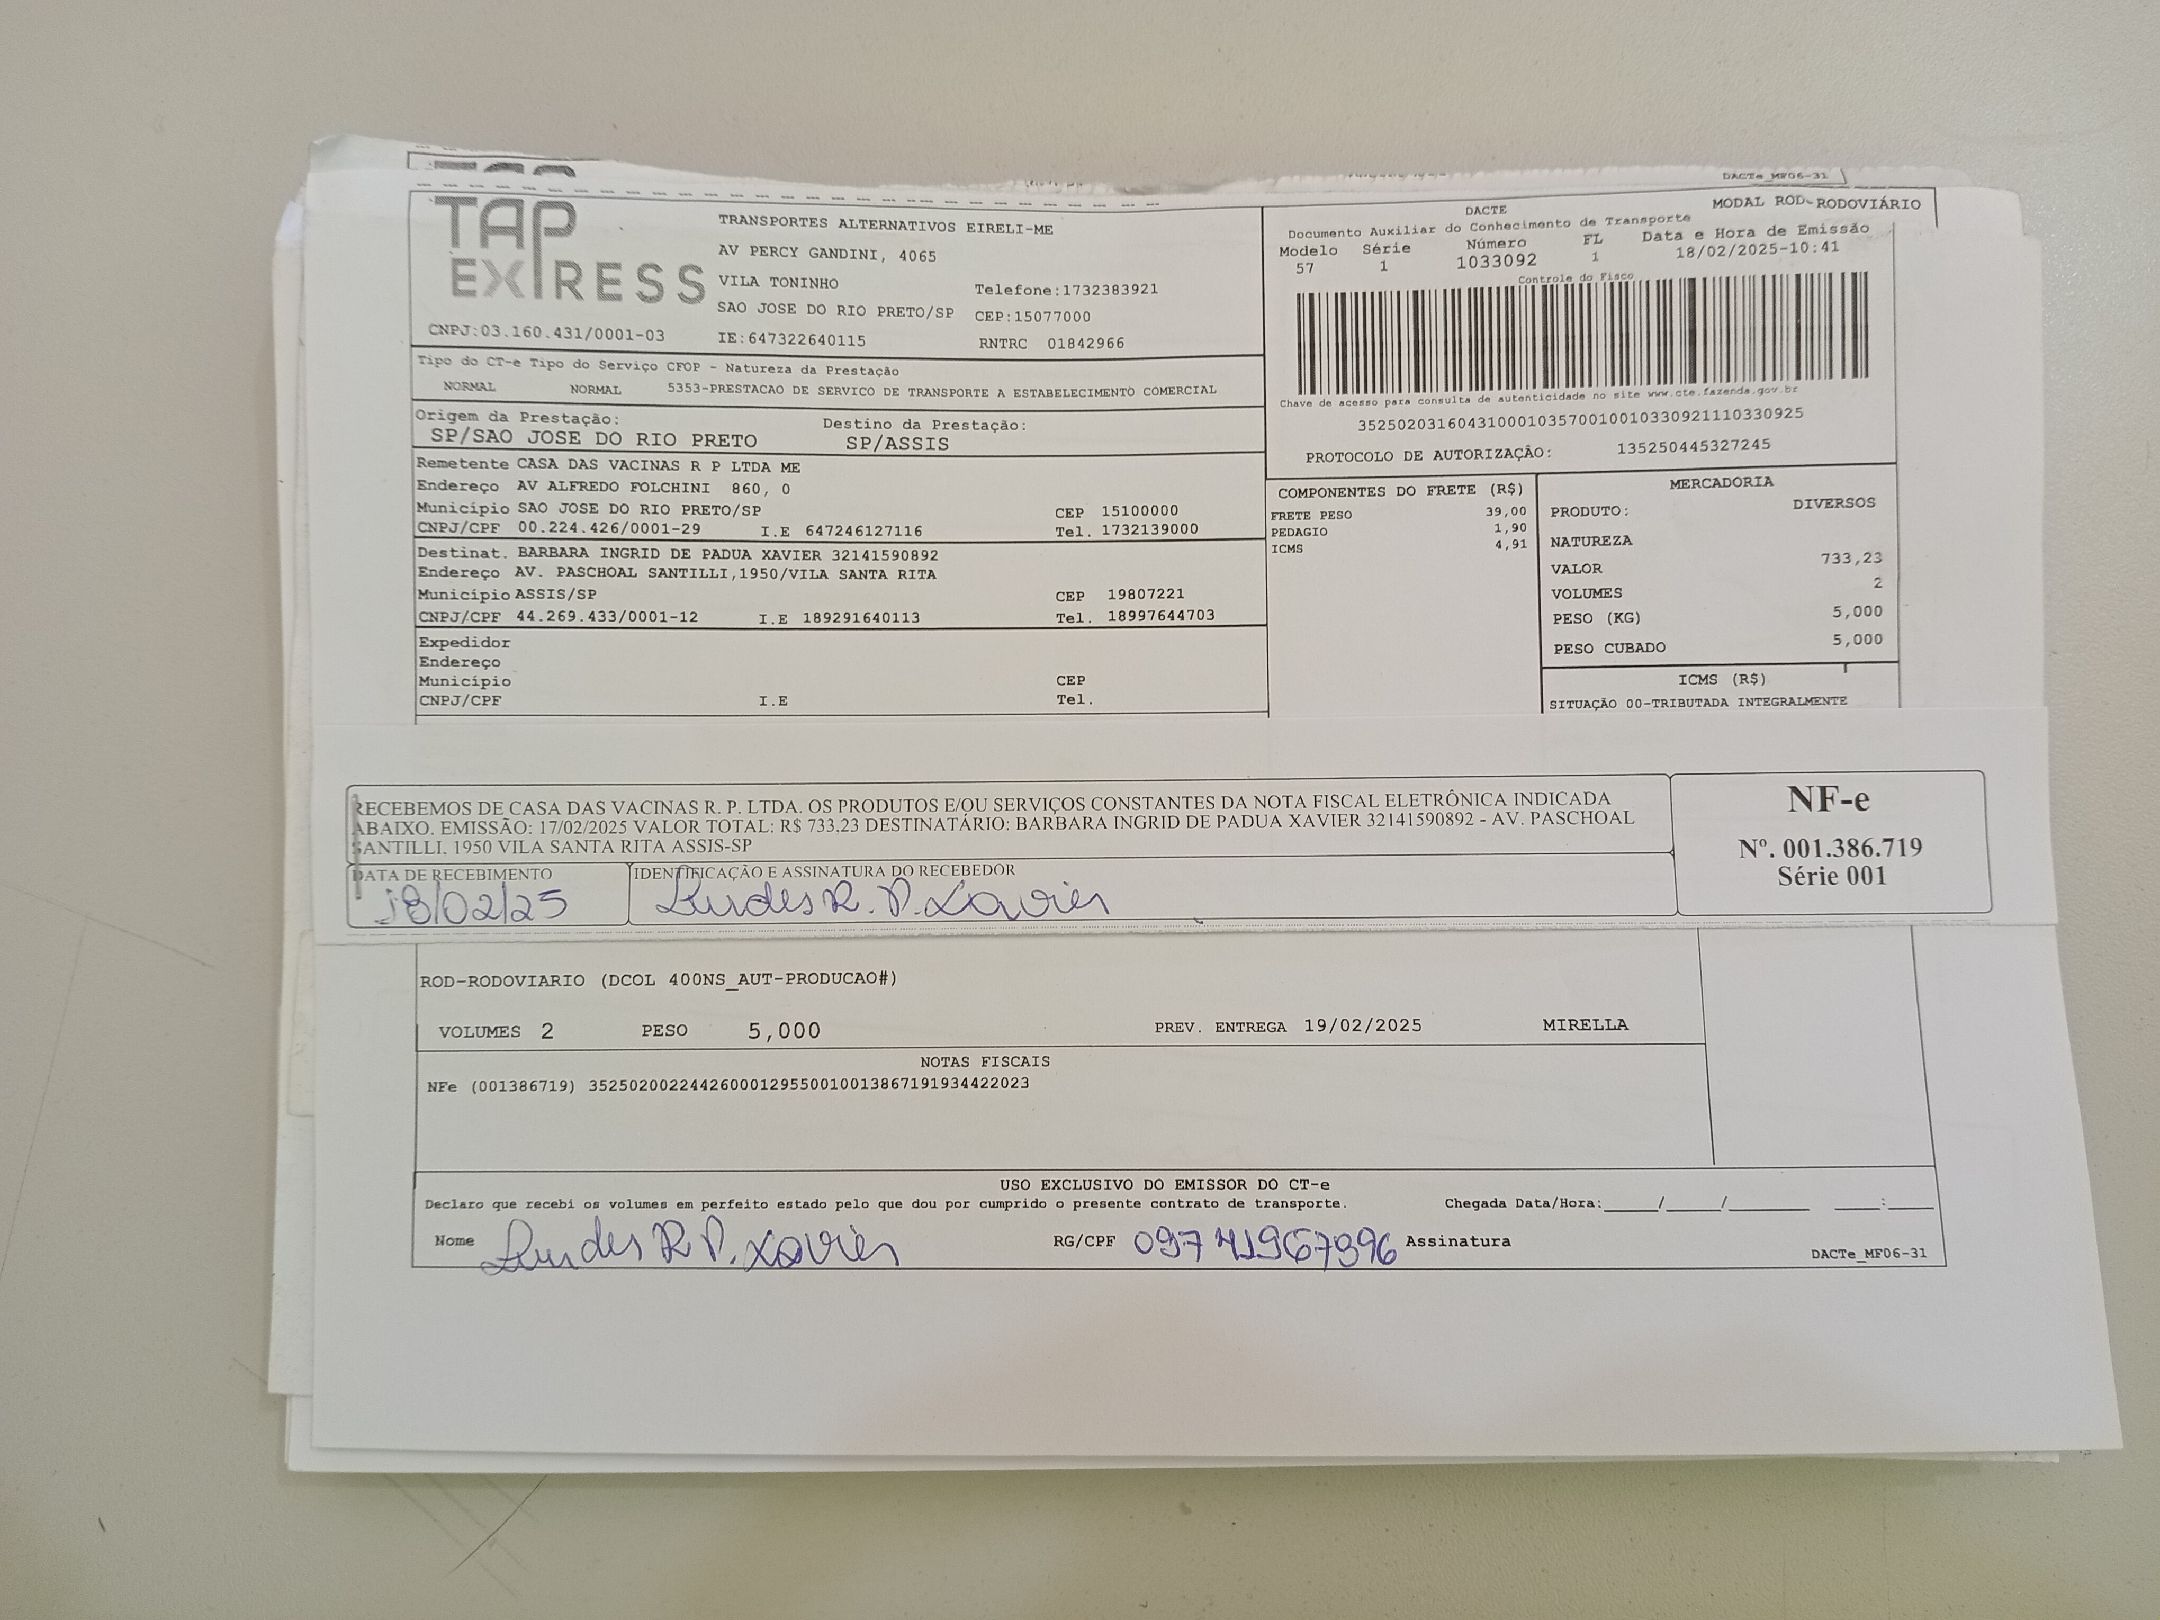 DACTe_MF06-31
TAP EXPRESS
TRANSPORTES ALTERNATIVOS EIRELI-ME
AV PERCY GANDINI, 4065
VILA TONINHO Telefone:1732383921
SAO JOSE DO RIO PRETO/SP CEP:15077000
CNPJ:03.160.431/0001-03 IE:647322640115 RNTRC 01842966
DACTE MODAL ROD-RODOVIÁRIO
Documento Auxiliar do Conhecimento de Transporte
Modelo Série Número FL Data e Hora de Emissão
57 1 1033092 1 18/02/2025-10:41
Controle do Fisco
Chave de acesso para consulta de autenticidade no site www.cte.fazenda.gov.br
35250203160431000103570010010330921110330925
PROTOCOLO DE AUTORIZAÇÃO: 135250445327245
Tipo do CT-e Tipo do Serviço CFOP - Natureza da Prestação
NORMAL NORMAL 5353-PRESTACAO DE SERVICO DE TRANSPORTE A ESTABELECIMENTO COMERCIAL
Origem da Prestação: Destino da Prestação:
SP/SAO JOSE DO RIO PRETO SP/ASSIS
Remetente CASA DAS VACINAS R P LTDA ME
Endereço AV ALFREDO FOLCHINI 860, 0
Município SAO JOSE DO RIO PRETO/SP CEP 15100000
CNPJ/CPF 00.224.426/0001-29 I.E 647246127116 Tel. 1732139000
Destinat. BARBARA INGRID DE PADUA XAVIER 32141590892
Endereço AV. PASCHOAL SANTILLI,1950/VILA SANTA RITA
Município ASSIS/SP CEP 19807221
CNPJ/CPF 44.269.433/0001-12 I.E 189291640113 Tel. 18997644703
Expedidor
Endereço
Município CEP
CNPJ/CPF I.E Tel.
COMPONENTES DO FRETE (R$)
FRETE PESO 39,00
PEDAGIO 1,90
ICMS 4,91
MERCADORIA
PRODUTO: DIVERSOS
NATUREZA
VALOR 733,23
VOLUMES 2
PESO (KG) 5,000
PESO CUBADO 5,000
ICMS (R$)
SITUAÇÃO 00-TRIBUTADA INTEGRALMENTE
RECEBEMOS DE CASA DAS VACINAS R. P. LTDA. OS PRODUTOS E/OU SERVIÇOS CONSTANTES DA NOTA FISCAL ELETRÔNICA INDICADA
ABAIXO. EMISSÃO: 17/02/2025 VALOR TOTAL: R$ 733,23 DESTINATÁRIO: BARBARA INGRID DE PADUA XAVIER 32141590892 - AV. PASCHOAL
SANTILLI, 1950 VILA SANTA RITA ASSIS-SP
DATA DE RECEBIMENTO IDENTIFICAÇÃO E ASSINATURA DO RECEBEDOR
18/02/25 Lurdes R. P. Xavier
NF-e
Nº. 001.386.719
Série 001
ROD-RODOVIARIO (DCOL 400NS_AUT-PRODUCAO#)
VOLUMES 2 PESO 5,000 PREV. ENTREGA 19/02/2025 MIRELLA
NOTAS FISCAIS
NFe (001386719) 35250200224426000129550010013867191934422023
USO EXCLUSIVO DO EMISSOR DO CT-e
Declaro que recebi os volumes em perfeito estado pelo que dou por cumprido o presente contrato de transporte. Chegada Data/Hora:____/____/______ ___:___
Nome Lurdes R P. Xavier RG/CPF Assinatura
DACTe_MF06-31